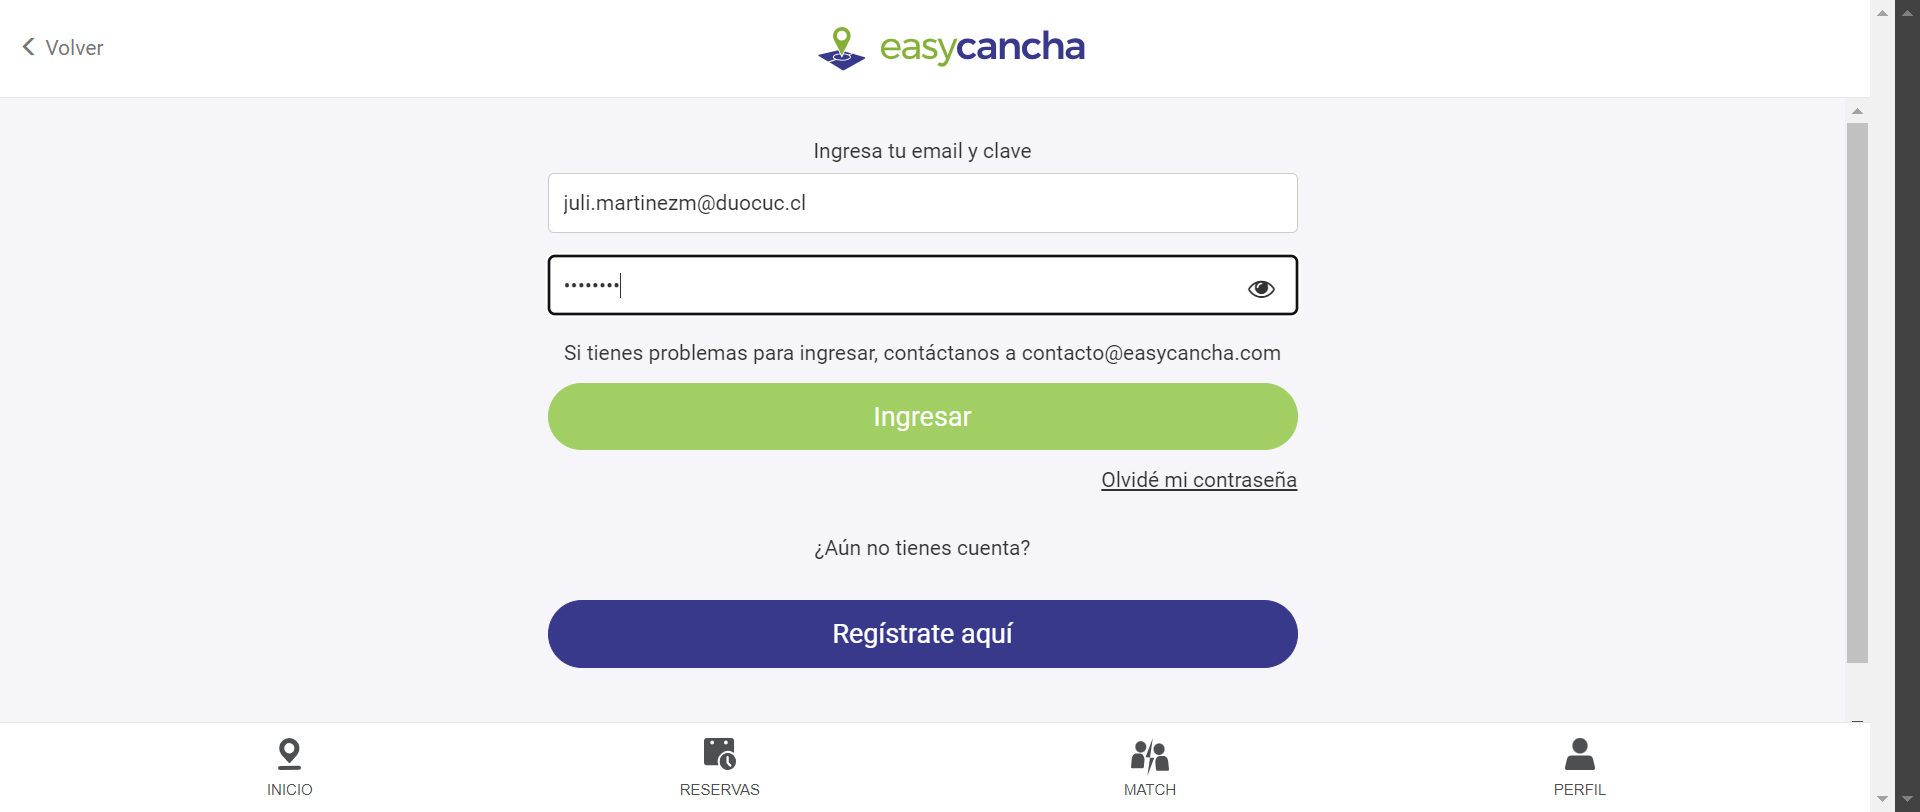 Volver
easycancha
Ingresa tu email y clave
juli.martinezm@duocuc.cl
••••••••
Si tienes problemas para ingresar, contáctanos a contacto@easycancha.com
Ingresar
Olvidé mi contraseña
¿Aún no tienes cuenta?
Regístrate aquí
INICIO
RESERVAS
MATCH
PERFIL